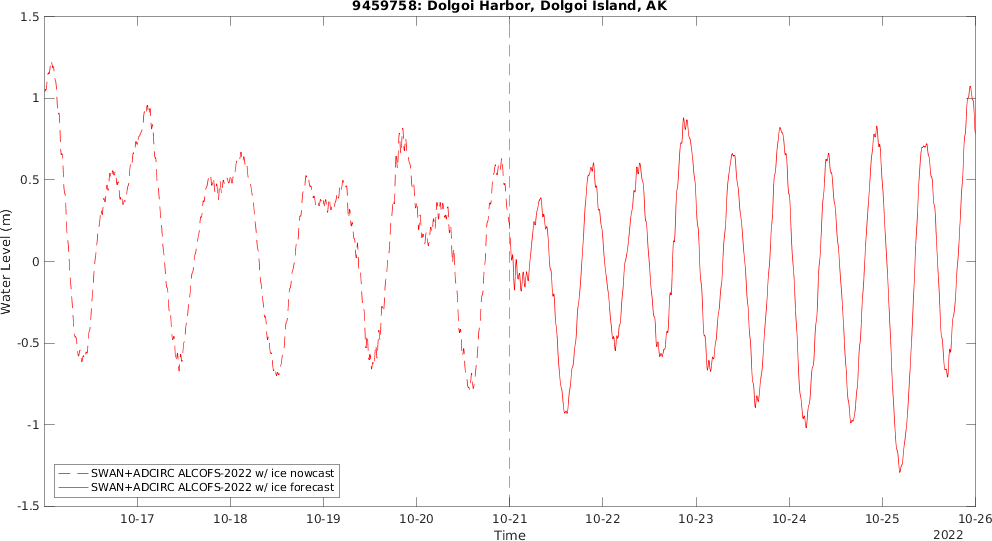 9459758: Dolgoi Harbor, Dolgoi Island, AK
1.5
1
0.5
0
-0.5
-1
-1.5
Water Level (m)
SWAN+ADCIRC ALCOFS-2022 w/ ice nowcast
SWAN+ADCIRC ALCOFS-2022 w/ ice forecast
10-17 10-18 10-19 10-20 10-21 10-22 10-23 10-24 10-25 10-26
Time
2022